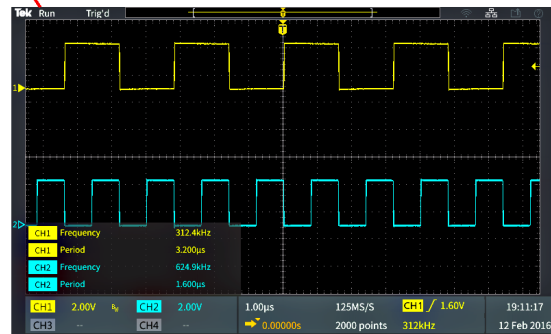 Tek Run Trig'd
T
1
2
CH1 Frequency 312.4kHz
CH1 Period 3.200µs
CH2 Frequency 624.9kHz
CH2 Period 1.600µs
CH1 2.00V CH2 2.00V 1.00µs 125MS/S CH1 1.60V 19:11:17
CH3 -- CH4 -- 0.00000s 2000 points 312kHz 12 Feb 2016